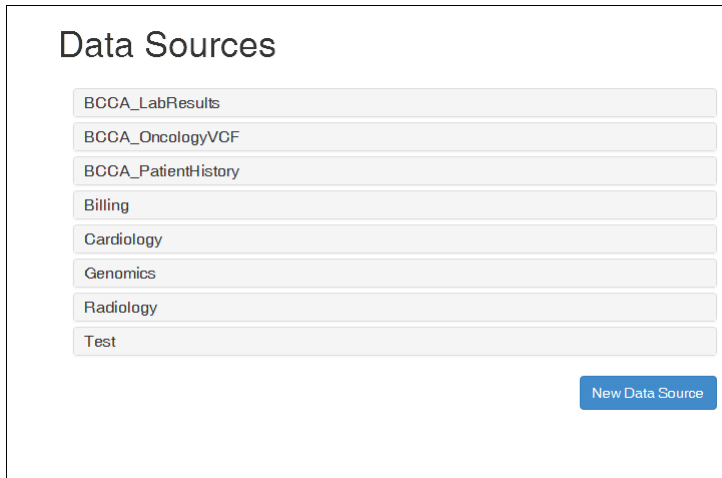 Data Sources
BCCA_LabResults
BCCA_OncologyVCF
BCCA_PatientHistory
Billing
Cardiology
Genomics
Radiology
Test
New Data Source